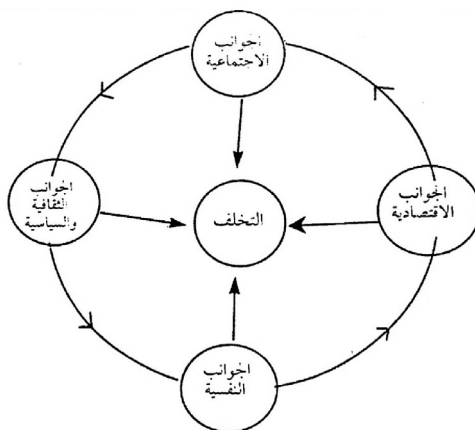 الجوانب
الاجتماعية
الجوانب
الاقتصادية
التخلف
الجوانب
الثقافية
والسياسية
الجوانب
النفسية